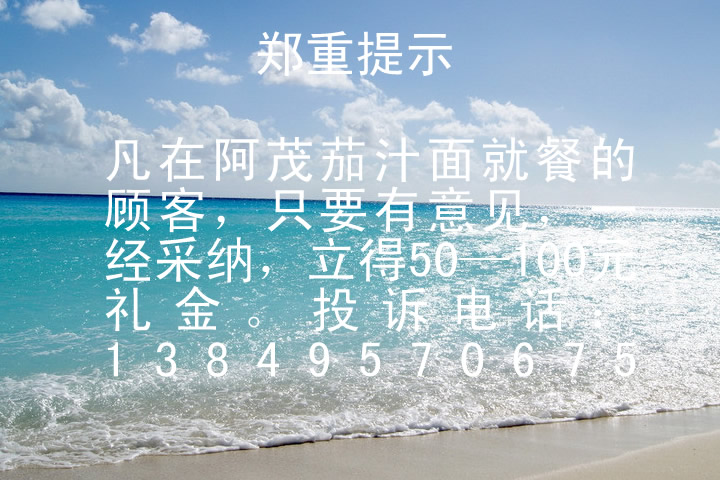 郑重提示
凡在阿茂茄汁面就餐的
顾客，只要有意见，
经采纳，立得50—100元
礼金。投诉电话：
13849570675